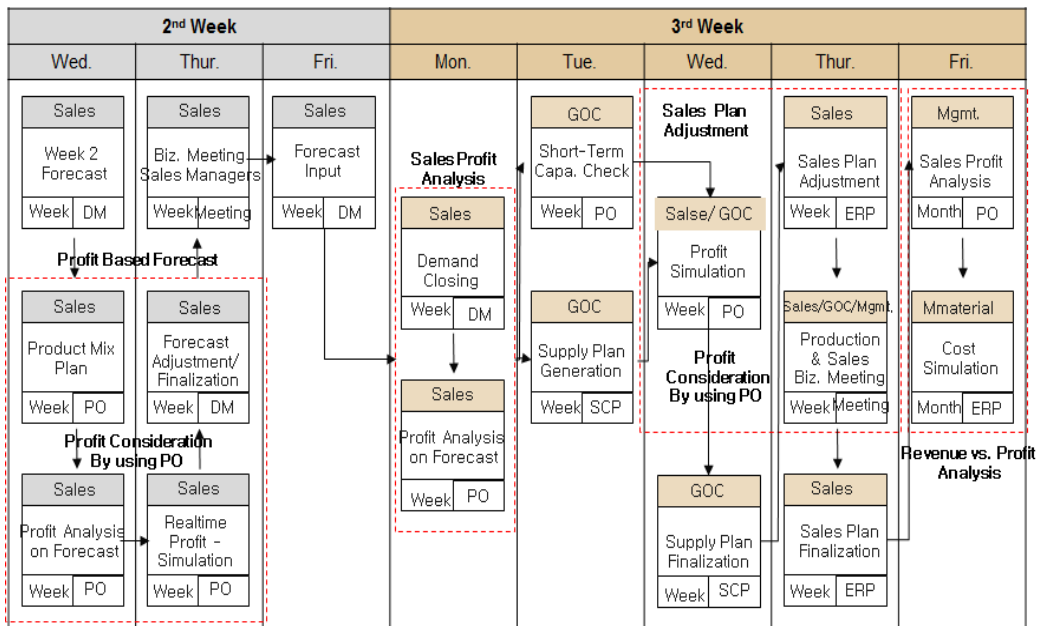 2nd Week
3rd Week
Wed.
Thur.
Fri.
Mon.
Tue.
Wed.
Thur.
Fri.
Sales
Week 2
Forecast
Week
DM
Profit Based Forecast
Sales
Product Mix
Plan
Week
PO
Profit Consideration
By using PO
Sales
Profit Analysis
on Forecast
Week
PO
Sales
Biz. Meeting
Sales Managers
Week
Meeting
Sales
Forecast
Adjustment/
Finalization
Week
DM
Sales
Realtime
Profit -
Simulation
Week
PO
Sales
Forecast
Input
Week
DM
Sales Profit
Analysis
Sales
Demand
Closing
Week
DM
Sales
Profit Analysis
on Forecast
Week
PO
GOC
Short-Term
Capa. Check
Week
PO
GOC
Supply Plan
Generation
Week
SCP
Sales Plan
Adjustment
Salse/ GOC
Profit
Simulation
Week
PO
Profit
Consideration
By using PO
GOC
Supply Plan
Finalization
Week
SCP
Sales
Sales Plan
Adjustment
Week
ERP
Sales/GOC/Mgmt.
Production
& Sales
Biz. Meeting
Week
Meeting
Sales
Sales Plan
Finalization
Week
ERP
Mgmt.
Sales Profit
Analysis
Month
PO
Mmaterial
Cost
Simulation
Month
ERP
Revenue vs. Profit
Analysis